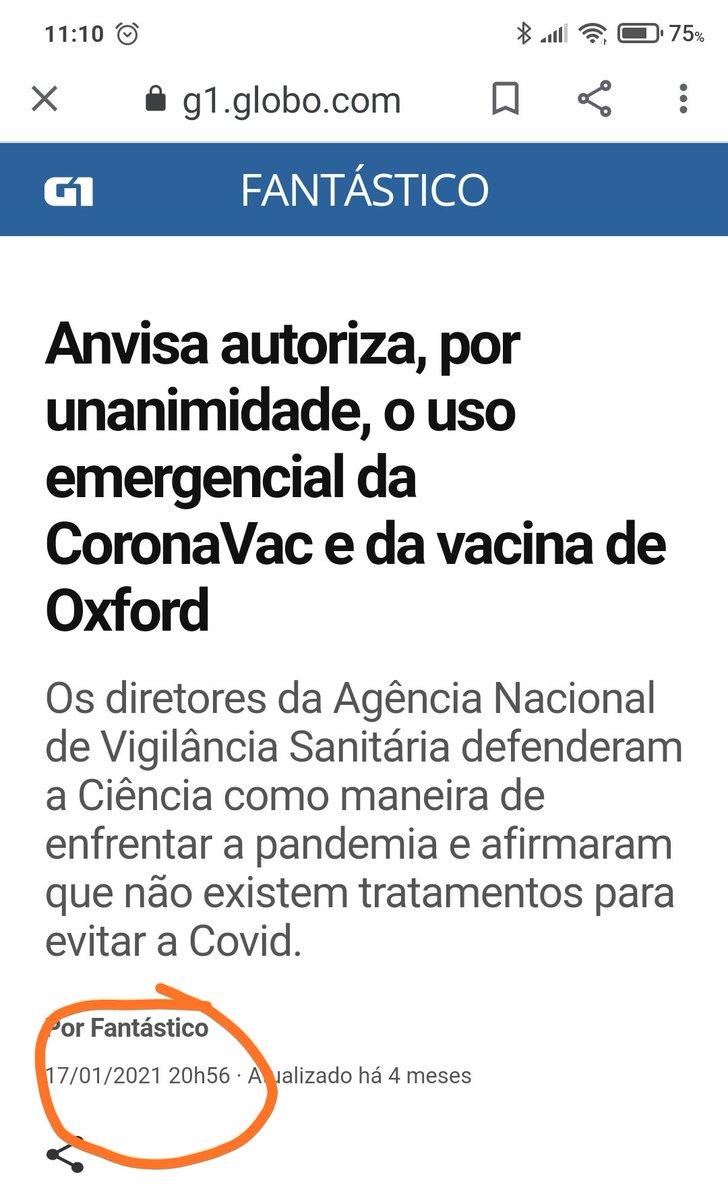 11:10 75%
g1.globo.com
G1 FANTÁSTICO
Anvisa autoriza, por
unanimidade, o uso
emergencial da
CoronaVac e da vacina de
Oxford
Os diretores da Agência Nacional
de Vigilância Sanitária defenderam
a Ciência como maneira de
enfrentar a pandemia e afirmaram
que não existem tratamentos para
evitar a Covid.
Por Fantástico
17/01/2021 20h56 · Atualizado há 4 meses